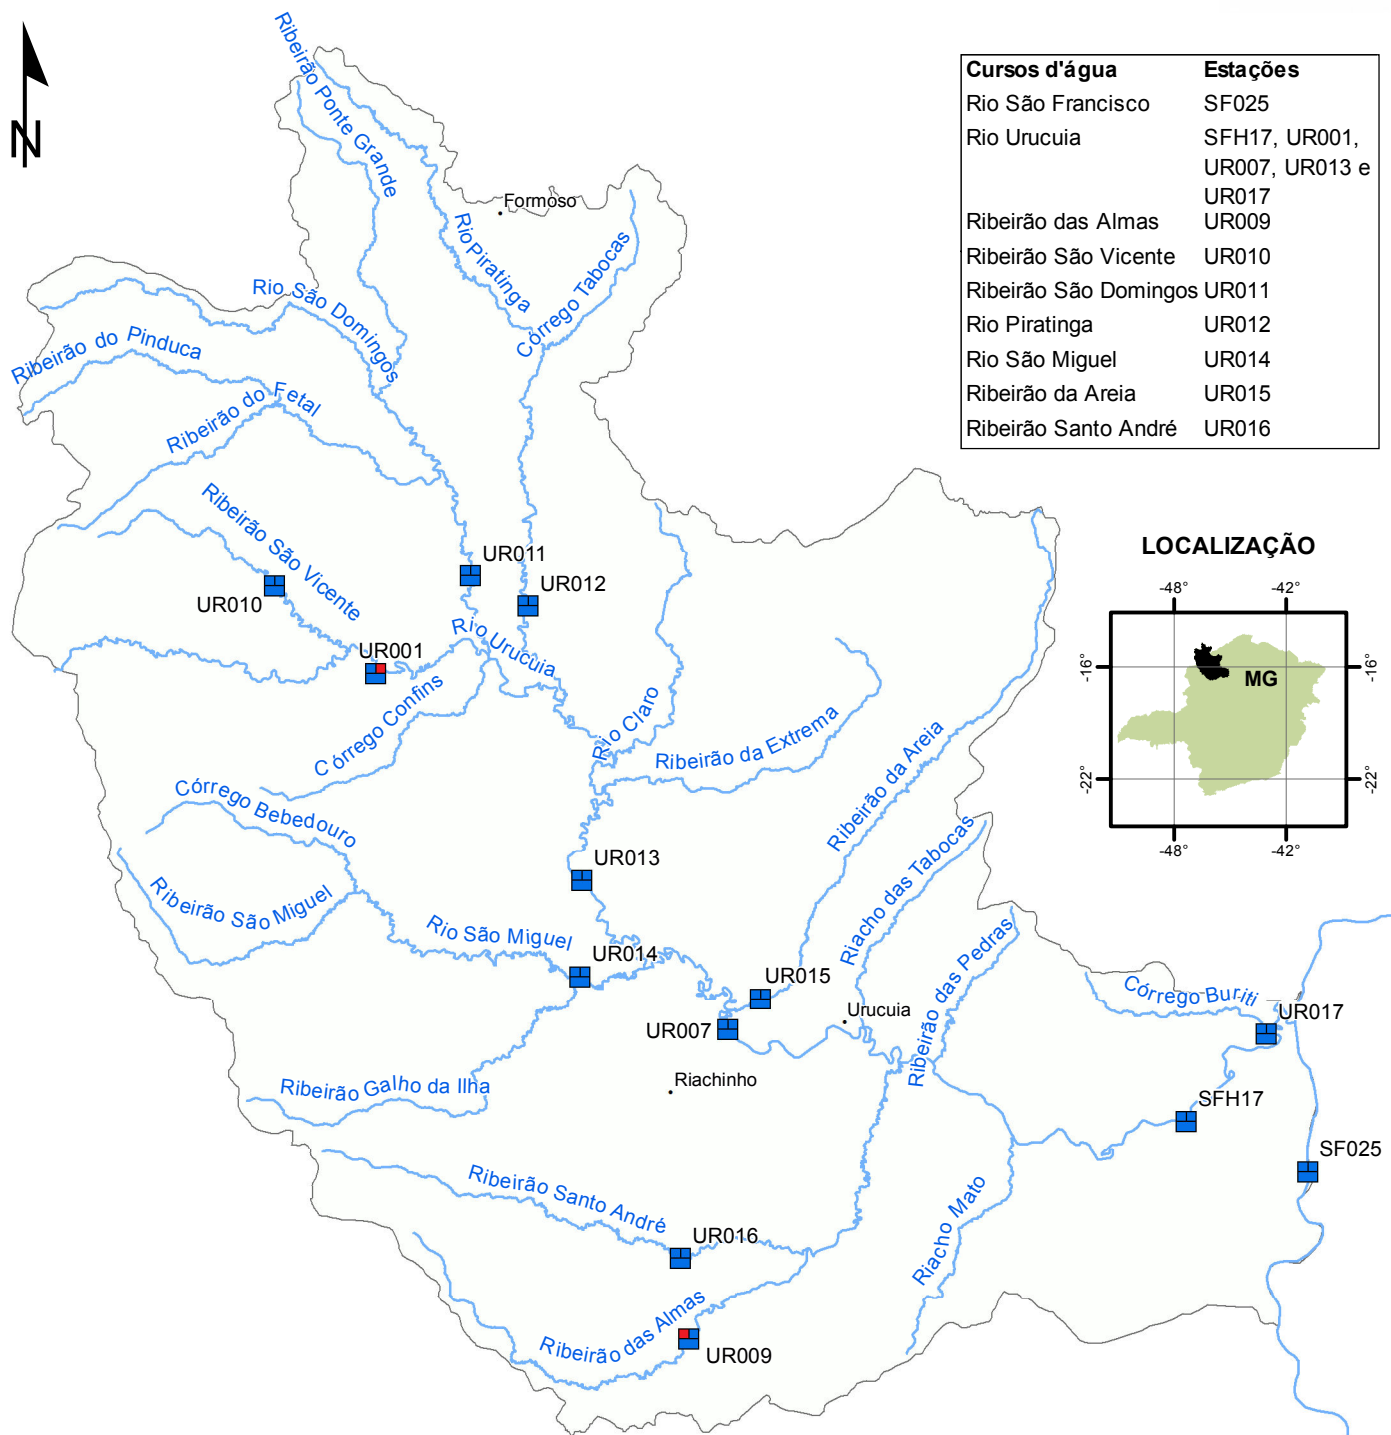 N
Ribeirão Ponte Grande
Formoso
Rio Piratinga
Córrego Tabocas
Rio São Domingos
Ribeirão do Pinduca
Ribeirão do Fetal
Ribeirão São Vicente
UR010
UR011
UR012
UR001
Rio Urucuia
Córrego Confins
Rio Claro
Ribeirão da Extrema
Ribeirão da Areia
Córrego Bebedouro
Ribeirão São Miguel
UR013
Riacho das Tabocas
Rio São Miguel
UR014
UR015
Urucuia
UR007
Ribeirão das Pedras
Córrego Buriti
UR017
Riachinho
Ribeirão Galho da Ilha
SFH17
SF025
Ribeirão Santo André
UR016
Riacho Mato
Ribeirão das Almas
UR009
Cursos d'água Estações
Rio São Francisco SF025
Rio Urucuia SFH17, UR001,
UR007, UR013 e
UR017
Ribeirão das Almas UR009
Ribeirão São Vicente UR010
Ribeirão São Domingos UR011
Rio Piratinga UR012
Rio São Miguel UR014
Ribeirão da Areia UR015
Ribeirão Santo André UR016
LOCALIZAÇÃO
-48° -42°
-16° -16°
MG
-22° -22°
-48° -42°